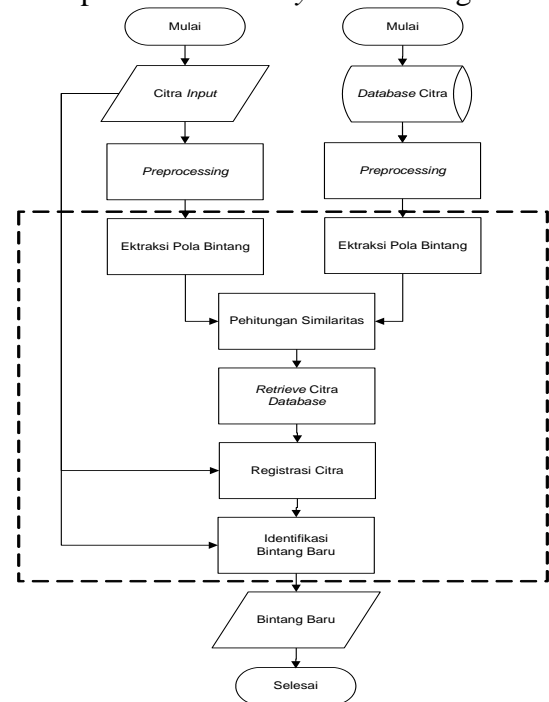 Mulai
Mulai
Citra Input
Database Citra
Preprocessing
Preprocessing
Ektraksi Pola Bintang
Ektraksi Pola Bintang
Pehitungan Similaritas
Retrieve Citra
Database
Registrasi Citra
Identifikasi
Bintang Baru
Bintang Baru
Selesai